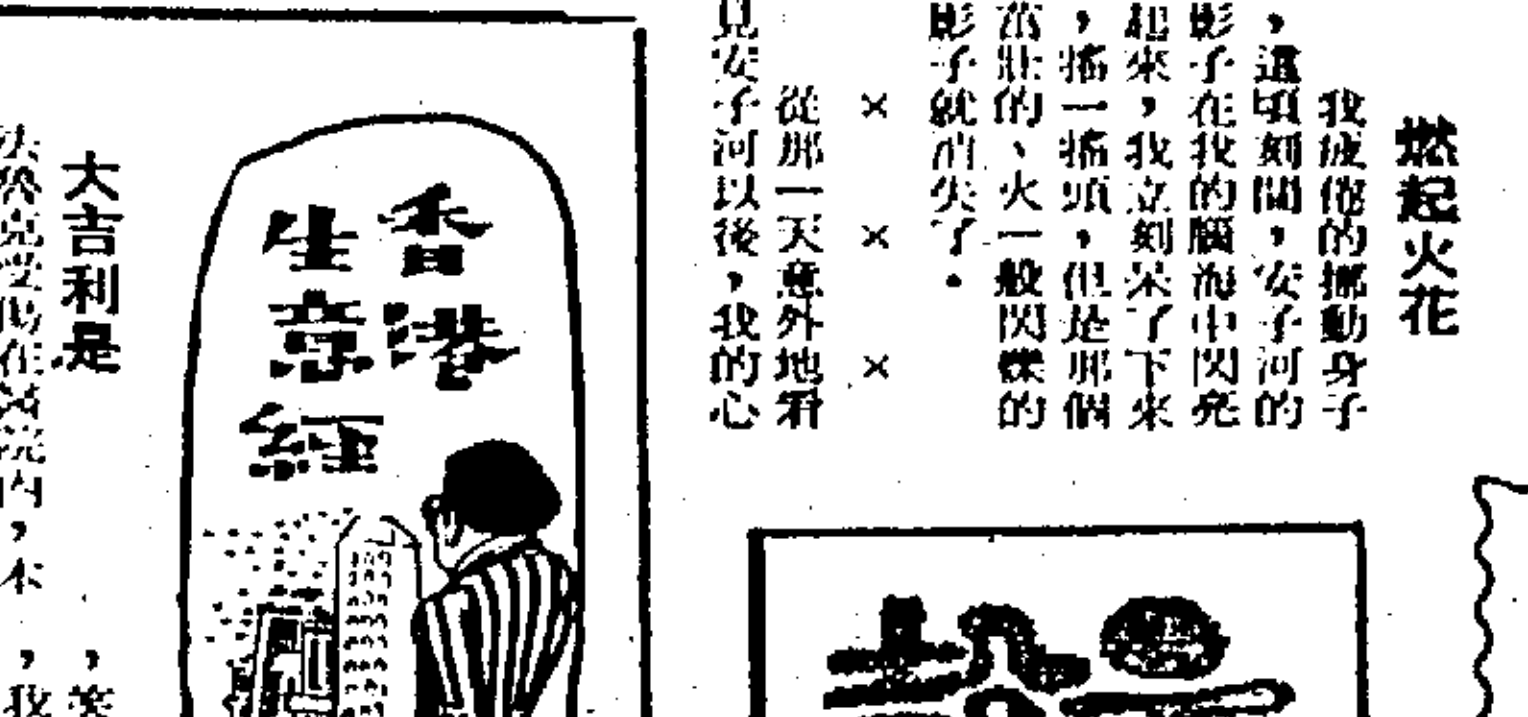 燃起火花
我疲倦的挪動身子
，這頃刻間，安子河的
影子在我的腦海中閃亮
起來，我立刻呆了下來
，搖一搖頭，但是那個
茁壯的、火一般閃爍的
影子就消失了。
×　×　×
從那一天意外地看
見安子河以後，我的心
香港
生意經
大吉利是
，笑
，我